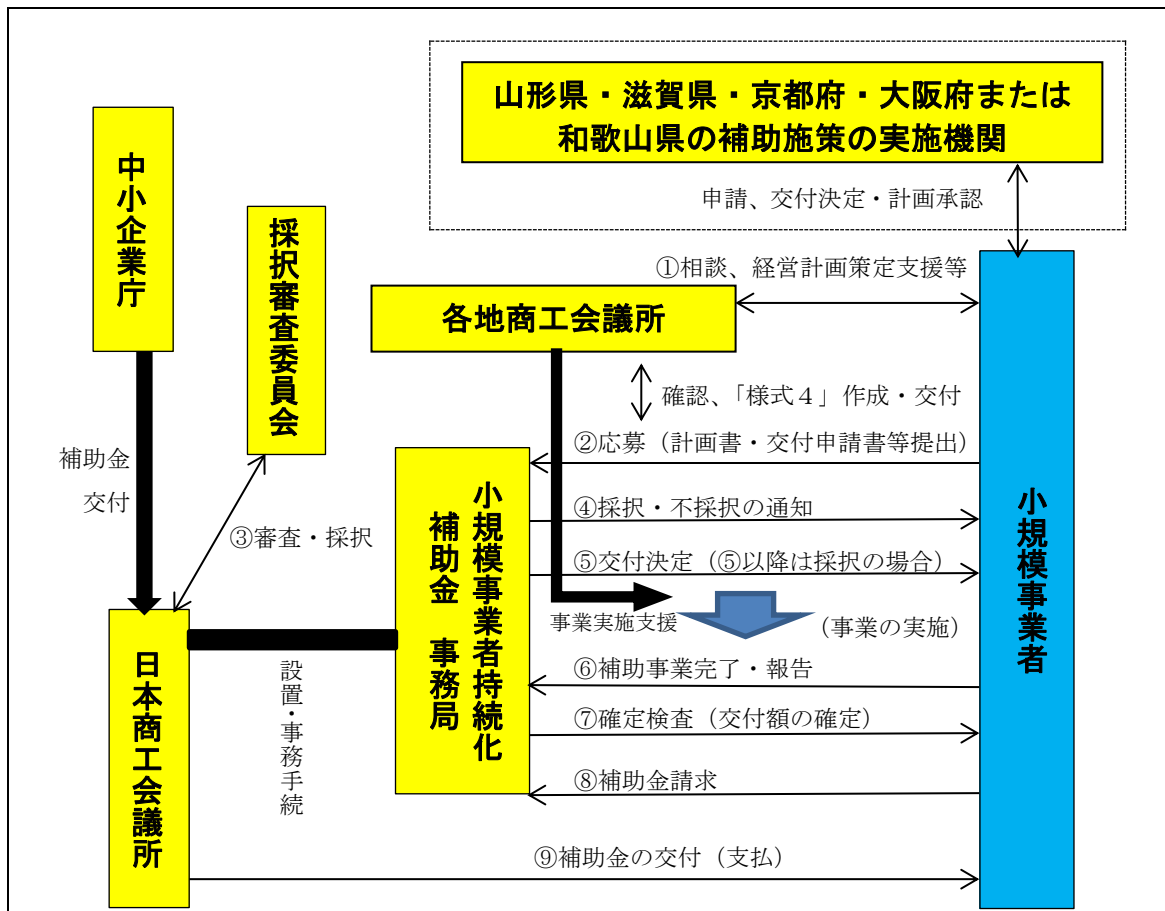 山形県・滋賀県・京都府・大阪府または
和歌山県の補助施策の実施機関
申請、交付決定・計画承認
中小企業庁
採択審査委員会
①相談、経営計画策定支援等
各地商工会議所
確認、「様式４」作成・交付
補助金
交付
③審査・採択
②応募（計画書・交付申請書等提出）
④採択・不採択の通知
⑤交付決定（⑤以降は採択の場合）
事業実施支援
（事業の実施）
小規模事業者持続化
補助金　事務局
小規模事業者
日本商工会議所
設置・事務手続
⑥補助事業完了・報告
⑦確定検査（交付額の確定）
⑧補助金請求
⑨補助金の交付（支払）